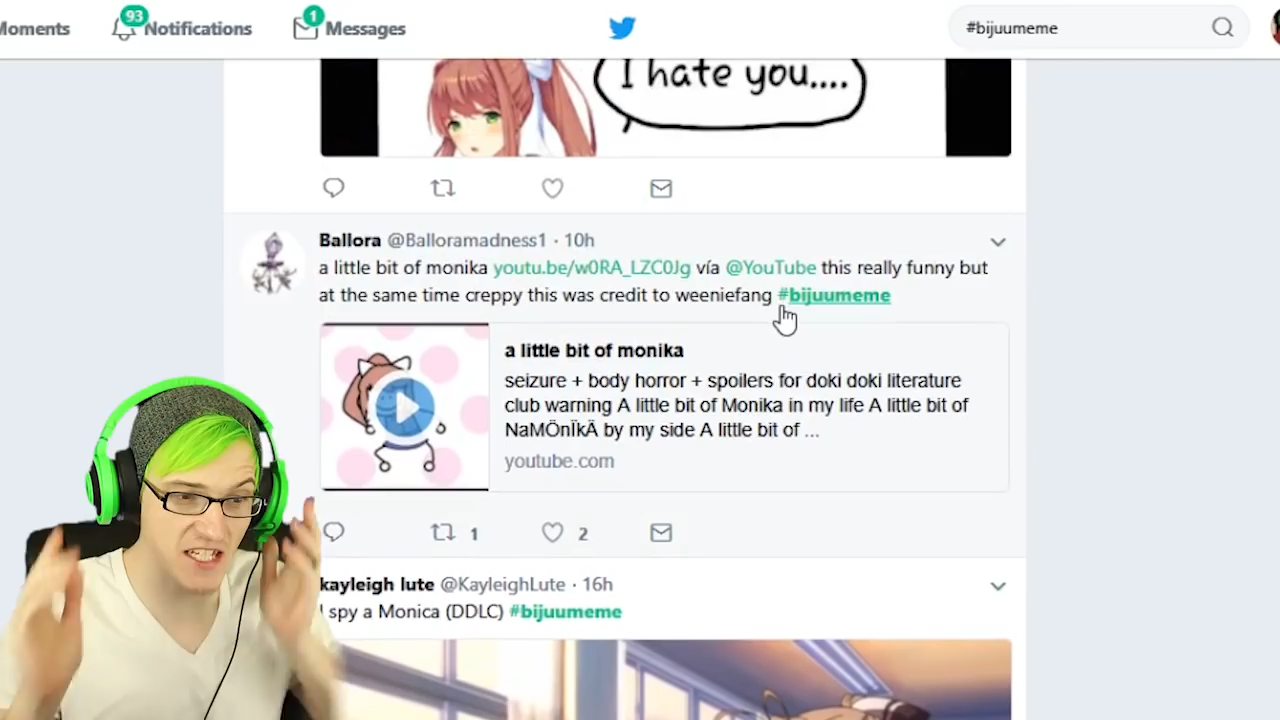 Moments
93
Notifications
1
Messages
#bijuumeme
I hate you....
Ballora @Balloramadness1 · 10h
a little bit of monika youtu.be/w0RA_LZC0Jg vía @YouTube this really funny but
at the same time creppy this was credit to weeniefang #bijuumeme
a little bit of monika
seizure + body horror + spoilers for doki doki literature
club warning A little bit of Monika in my life A little bit of
NaMÖnÏkÄ by my side A little bit of ...
youtube.com
1
2
kayleigh lute @KayleighLute · 16h
I spy a Monica (DDLC) #bijuumeme